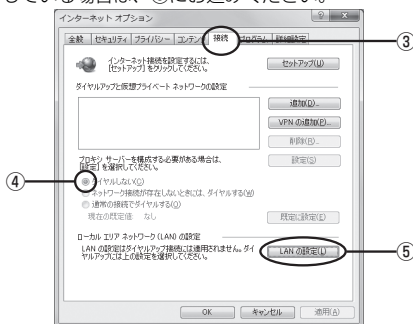 している場合は、⑤にお進みください。
インターネット オプション
全般 セキュリティ プライバシー コンテンツ 接続 プログラム 詳細設定
③
インターネット接続を設定するには、
[セットアップ] をクリックしてください。
セットアップ(U)
ダイヤルアップと仮想プライベート ネットワークの設定
追加(D)...
VPN の追加(P)...
削除(R)...
プロキシ サーバーを構成する必要がある場合は、
[設定] を選択してください。
設定(S)
④
ダイヤルしない(C)
ネットワーク接続が存在しないときには、ダイヤルする(W)
通常の接続でダイヤルする(O)
現在の既定値 なし
既定に設定(E)
ローカル エリア ネットワーク (LAN) の設定
LAN の設定はダイヤルアップ接続には適用されません。ダイ
ヤルアップには上の設定を選択してください。
LAN の設定(L)
⑤
OK キャンセル 適用(A)